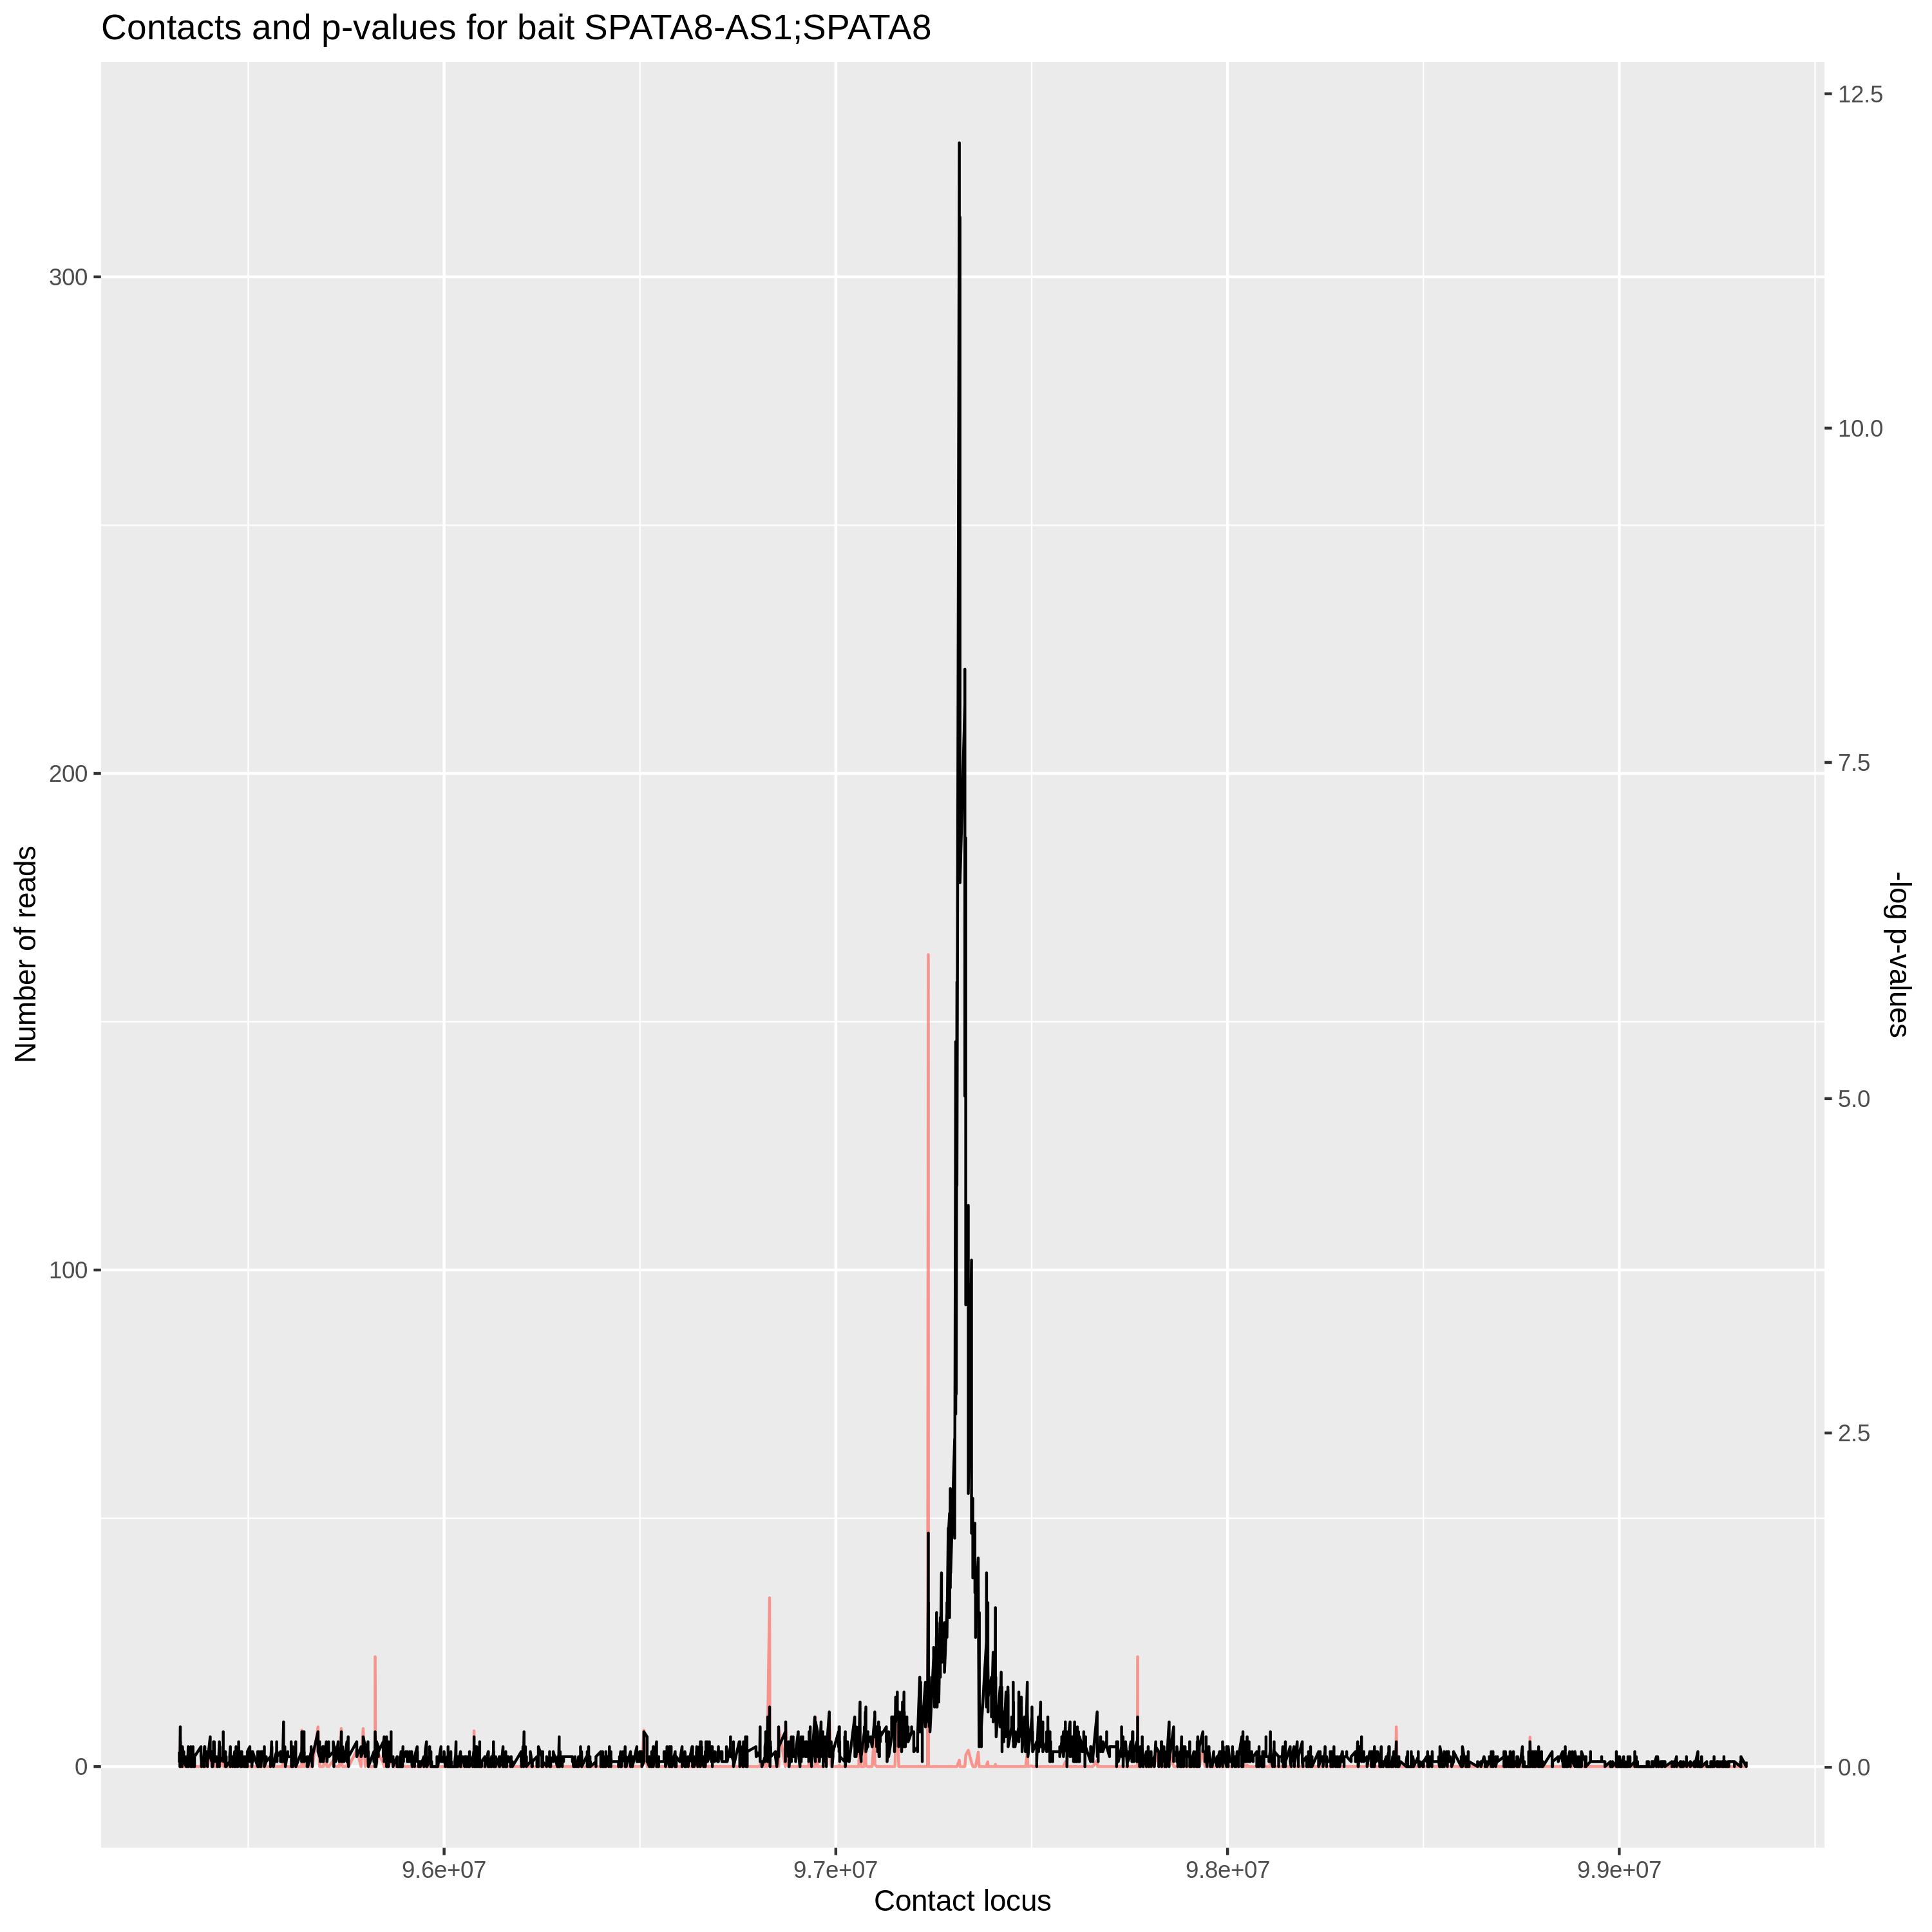 Contacts and p-values for bait SPATA8-AS1;SPATA8
Number of reads
300
200
100
0
12.5
10.0
7.5
5.0
2.5
0.0
-log p-values
9.6e+07
9.7e+07
9.8e+07
9.9e+07
Contact locus